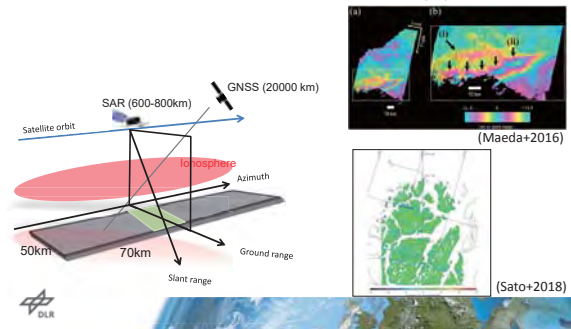 GNSS (20000 km)
SAR (600-800km)
Satellite orbit
Ionosphere
Azimuth
50km
70km
Ground range
Slant range
DLR
(a)
(b)
(i)
(ii)
(Maeda+2016)
(Sato+2018)